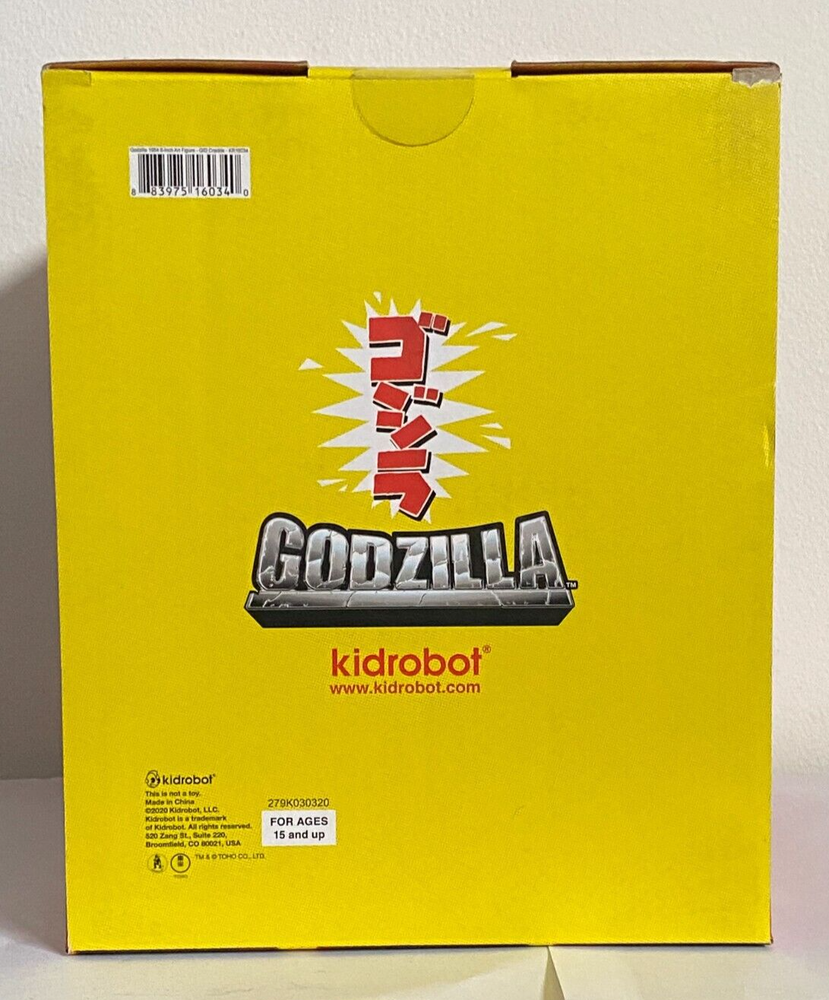 Godzilla 1954 8-Inch Art Figure - GID Crackle - KR16034
8 83975 16034 0
ゴジラ
GODZILLA™
kidrobot®
www.kidrobot.com
kidrobot®
This is not a toy.
Made in China
©2020 Kidrobot, LLC.
Kidrobot is a trademark
of Kidrobot. All rights reserved.
520 Zang St., Suite 220,
Broomfield, CO 80021, USA
279K030320
FOR AGES
15 and up
TM & © TOHO CO., LTD.